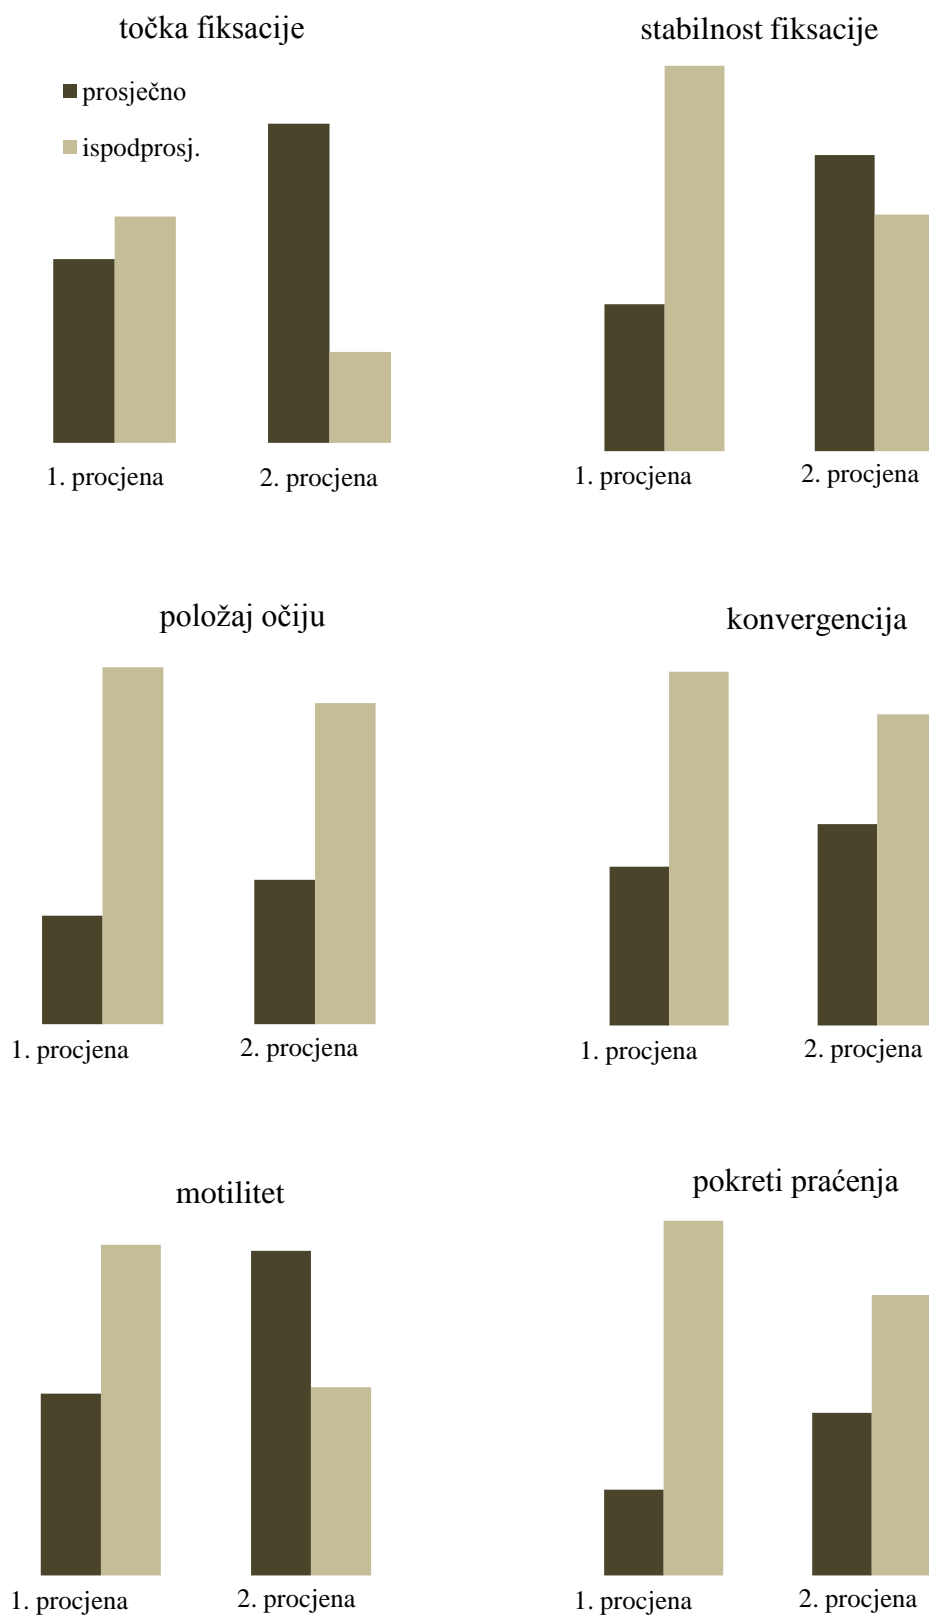 točka fiksacije
prosječno
ispodprosj.
1. procjena
2. procjena
stabilnost fiksacije
1. procjena
2. procjena
položaj očiju
1. procjena
2. procjena
konvergencija
1. procjena
2. procjena
motilitet
1. procjena
2. procjena
pokreti praćenja
1. procjena
2. procjena